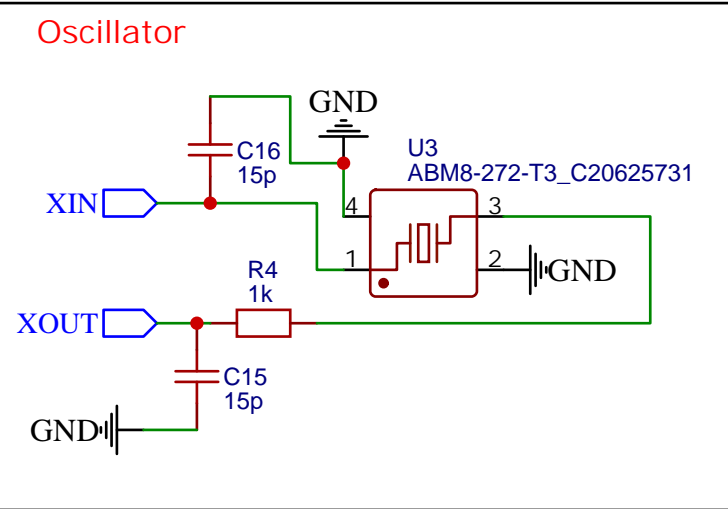 Oscillator
GND
C16
15p
U3
ABM8-272-T3_C20625731
XIN
4
3
1
2
GND
R4
1k
XOUT
C15
15p
GND